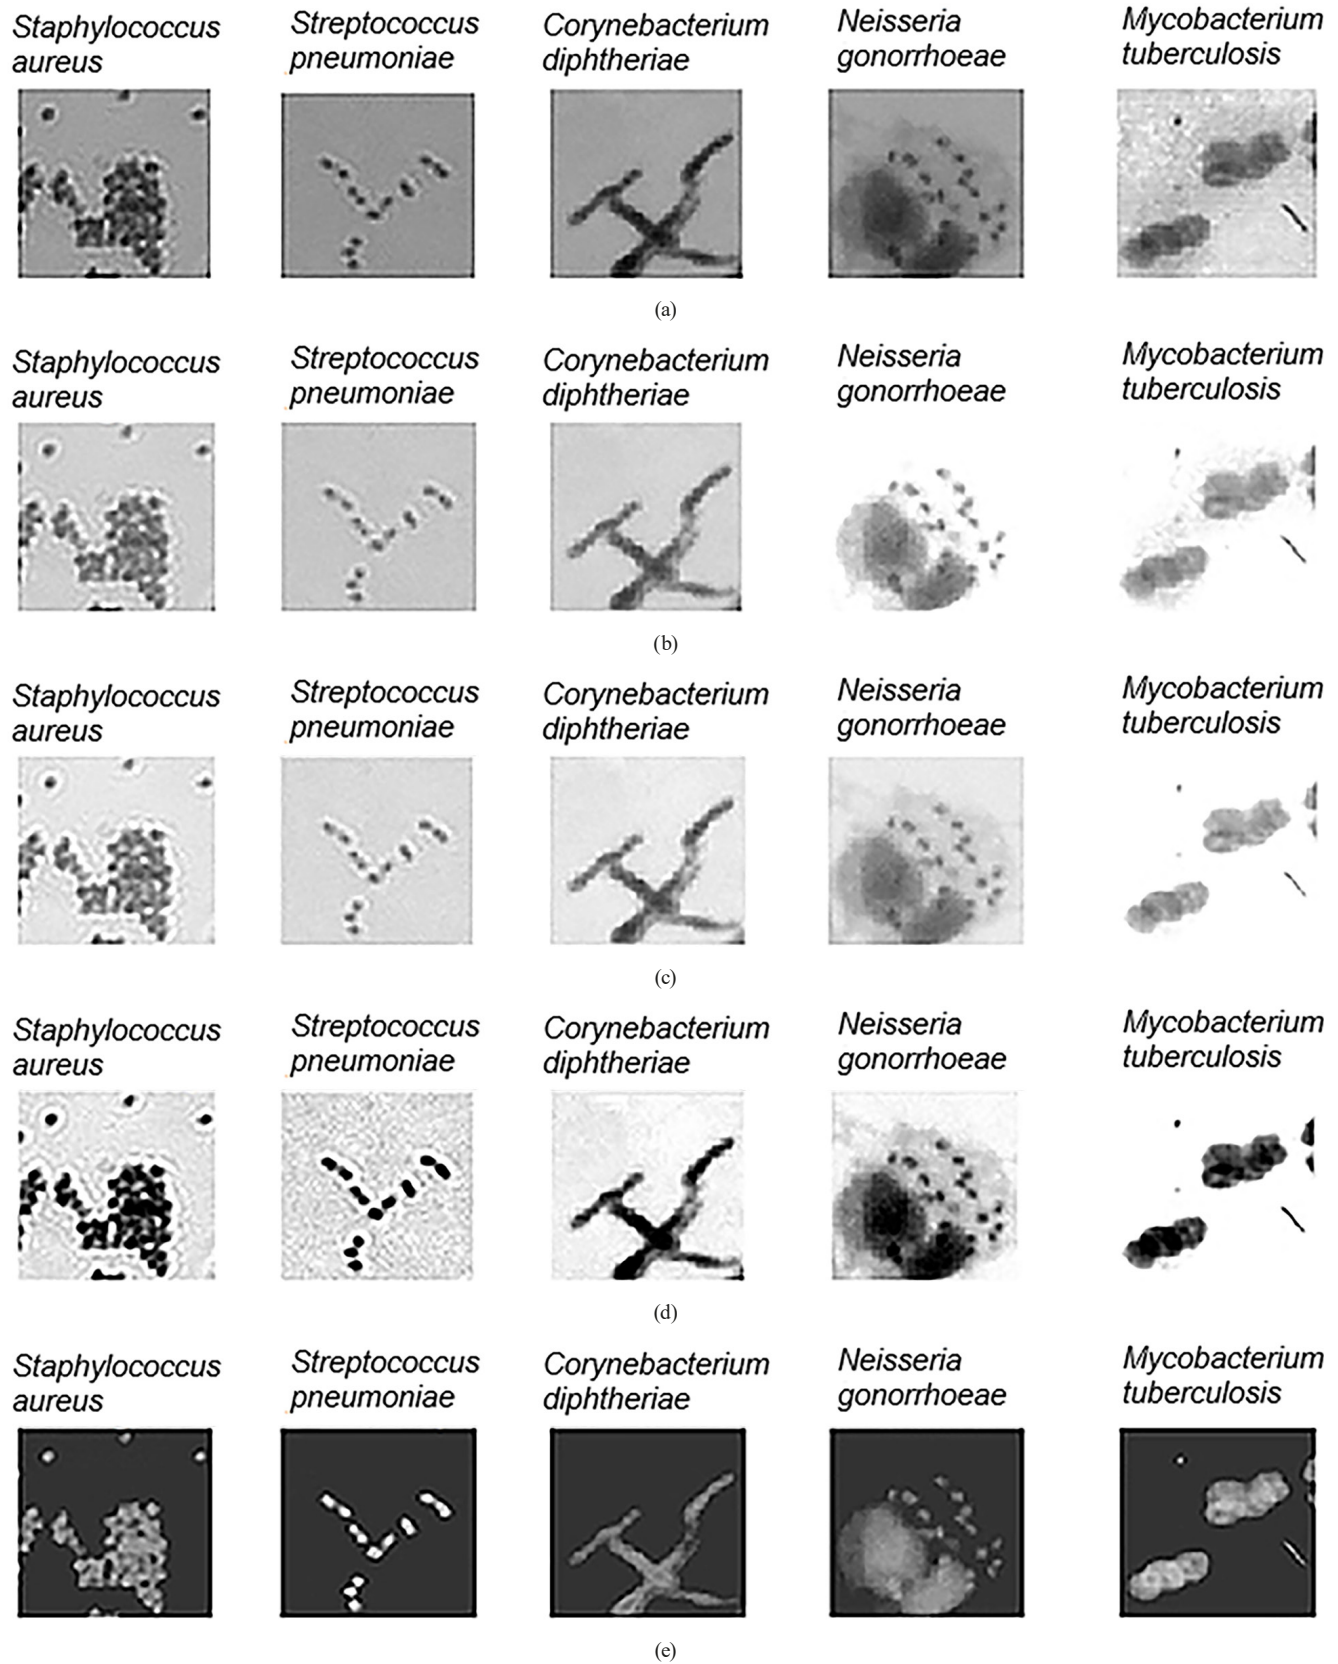 Staphylococcus
aureus
Streptococcus
pneumoniae
Corynebacterium
diphtheriae
Neisseria
gonorrhoeae
Mycobacterium
tuberculosis
(a)
Staphylococcus
aureus
Streptococcus
pneumoniae
Corynebacterium
diphtheriae
Neisseria
gonorrhoeae
Mycobacterium
tuberculosis
(b)
Staphylococcus
aureus
Streptococcus
pneumoniae
Corynebacterium
diphtheriae
Neisseria
gonorrhoeae
Mycobacterium
tuberculosis
(c)
Staphylococcus
aureus
Streptococcus
pneumoniae
Corynebacterium
diphtheriae
Neisseria
gonorrhoeae
Mycobacterium
tuberculosis
(d)
Staphylococcus
aureus
Streptococcus
pneumoniae
Corynebacterium
diphtheriae
Neisseria
gonorrhoeae
Mycobacterium
tuberculosis
(e)